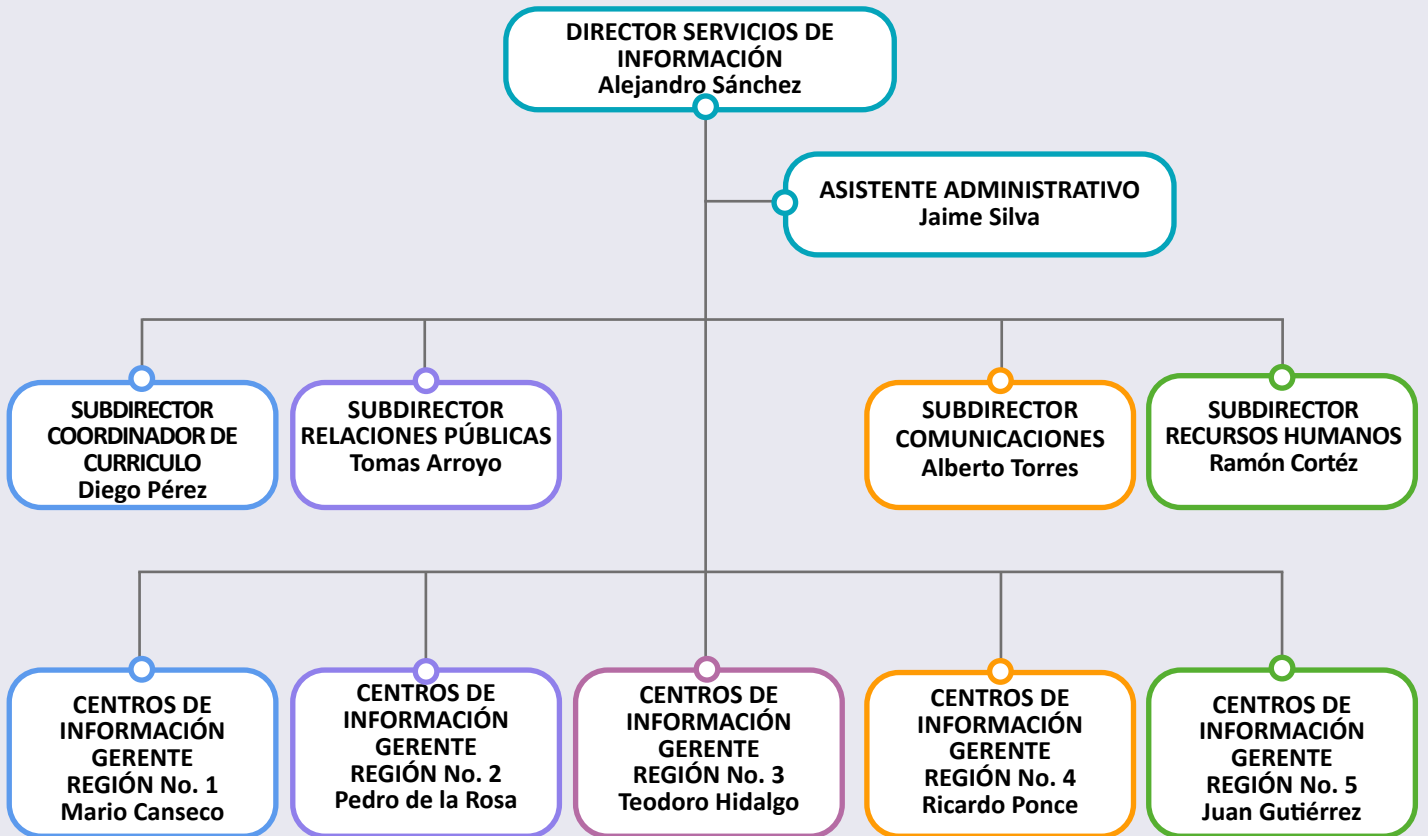 DIRECTOR SERVICIOS DE
INFORMACIÓN
Alejandro Sánchez
ASISTENTE ADMINISTRATIVO
Jaime Silva
SUBDIRECTOR
COORDINADOR DE
CURRICULO
Diego Pérez
SUBDIRECTOR
RELACIONES PÚBLICAS
Tomas Arroyo
SUBDIRECTOR
COMUNICACIONES
Alberto Torres
SUBDIRECTOR
RECURSOS HUMANOS
Ramón Cortéz
CENTROS DE
INFORMACIÓN
GERENTE
REGIÓN No. 1
Mario Canseco
CENTROS DE
INFORMACIÓN
GERENTE
REGIÓN No. 2
Pedro de la Rosa
CENTROS DE
INFORMACIÓN
GERENTE
REGIÓN No. 3
Teodoro Hidalgo
CENTROS DE
INFORMACIÓN
GERENTE
REGIÓN No. 4
Ricardo Ponce
CENTROS DE
INFORMACIÓN
GERENTE
REGIÓN No. 5
Juan Gutiérrez